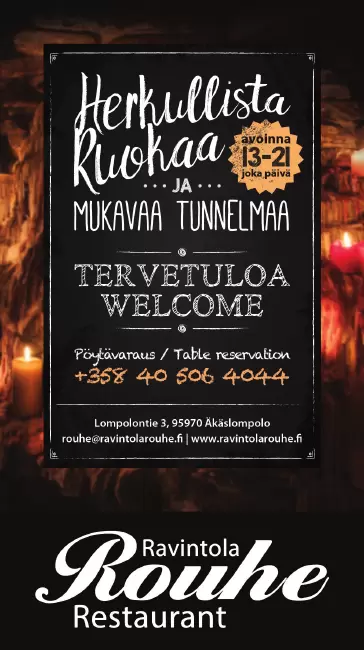 Herkullista
Ruokaa
avoinna
13-21
joka päivä
JA
MUKAVAA TUNNELMAA
TERVETULOA
WELCOME
Pöytävaraus / Table reservation
+358 40 506 4044
Lompolontie 3, 95970 Äkäslompolo
rouhe@ravintolarouhe.fi | www.ravintolarouhe.fi
Ravintola
Rouhe
Restaurant